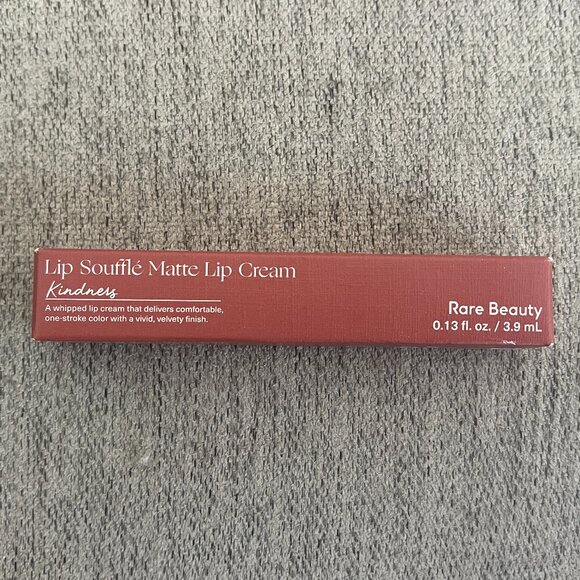 Lip Soufflé Matte Lip Cream
Kindness
A whipped lip cream that delivers comfortable,
one-stroke color with a vivid, velvety finish.
Rare Beauty
0.13 fl. oz. / 3.9 mL